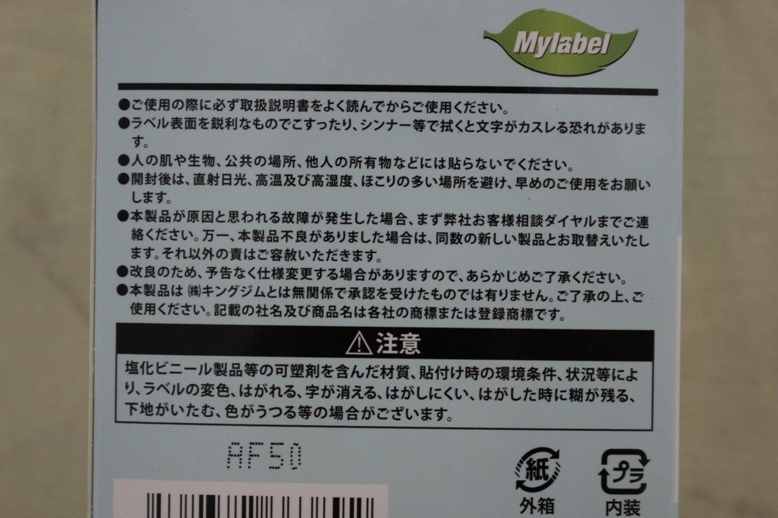 Mylabel
●ご使用の際に必ず取扱説明書をよく読んでからご使用ください。
●ラベル表面を鋭利なものでこすったり、シンナー等で拭くと文字がカスレる恐れがありま
す。
●人の肌や生物、公共の場所、他人の所有物などには貼らないでください。
●開封後は、直射日光、高温及び高湿度、ほこりの多い場所を避け、早めのご使用をお願い
します。
●本製品が原因と思われる故障が発生した場合、まず弊社お客様相談ダイヤルまでご連
絡ください。万一、本製品不良がありました場合は、同数の新しい製品とお取替えいたし
ます。それ以外の責はご容赦いただきます。
●改良のため、予告なく仕様変更する場合がありますので、あらかじめご了承ください。
●本製品は ㈱キングジムとは無関係で承認を受けたものでは有りません。ご了承の上、ご
使用ください。記載の社名及び商品名は各社の商標または登録商標です。
⚠注意
塩化ビニール製品等の可塑剤を含んだ材質、貼付け時の環境条件、状況等によ
り、ラベルの変色、はがれる、字が消える、はがしにくい、はがした時に糊が残る、
下地がいたむ、色がうつる等の場合がございます。
AF50
紙
外箱
プラ
内装